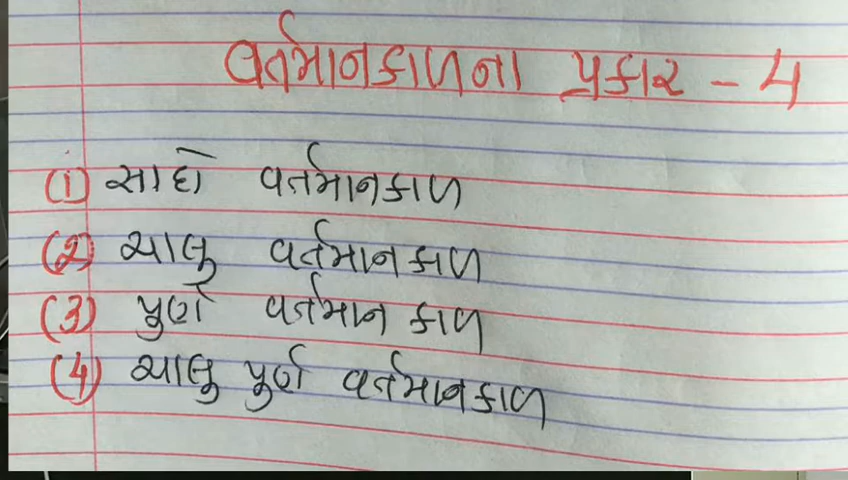 વર્તમાનકાળના પ્રકાર - 4
(1) સાદો વર્તમાનકાળ
(2) ચાલુ વર્તમાનકાળ
(3) પુર્ણ વર્તમાન કાળ
(4) ચાલુ પુર્ણ વર્તમાનકાળ